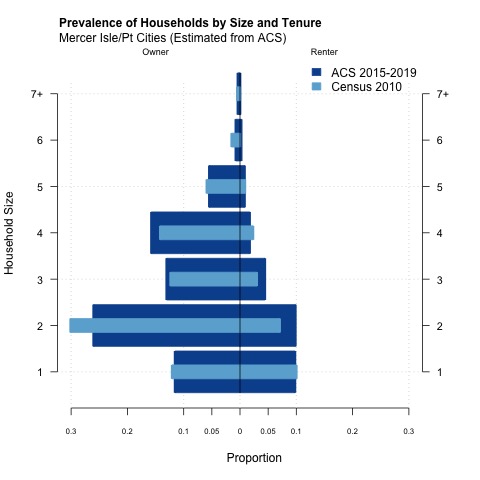 Prevalence of Households by Size and Tenure
Mercer Isle/Pt Cities (Estimated from ACS)
Owner Renter
ACS 2015-2019
Census 2010
7+ 7+
6 6
5 5
4 4
3 3
2 2
1 1
Household Size
0.3 0.2 0.1 0.05 0 0.05 0.1 0.2 0.3
Proportion